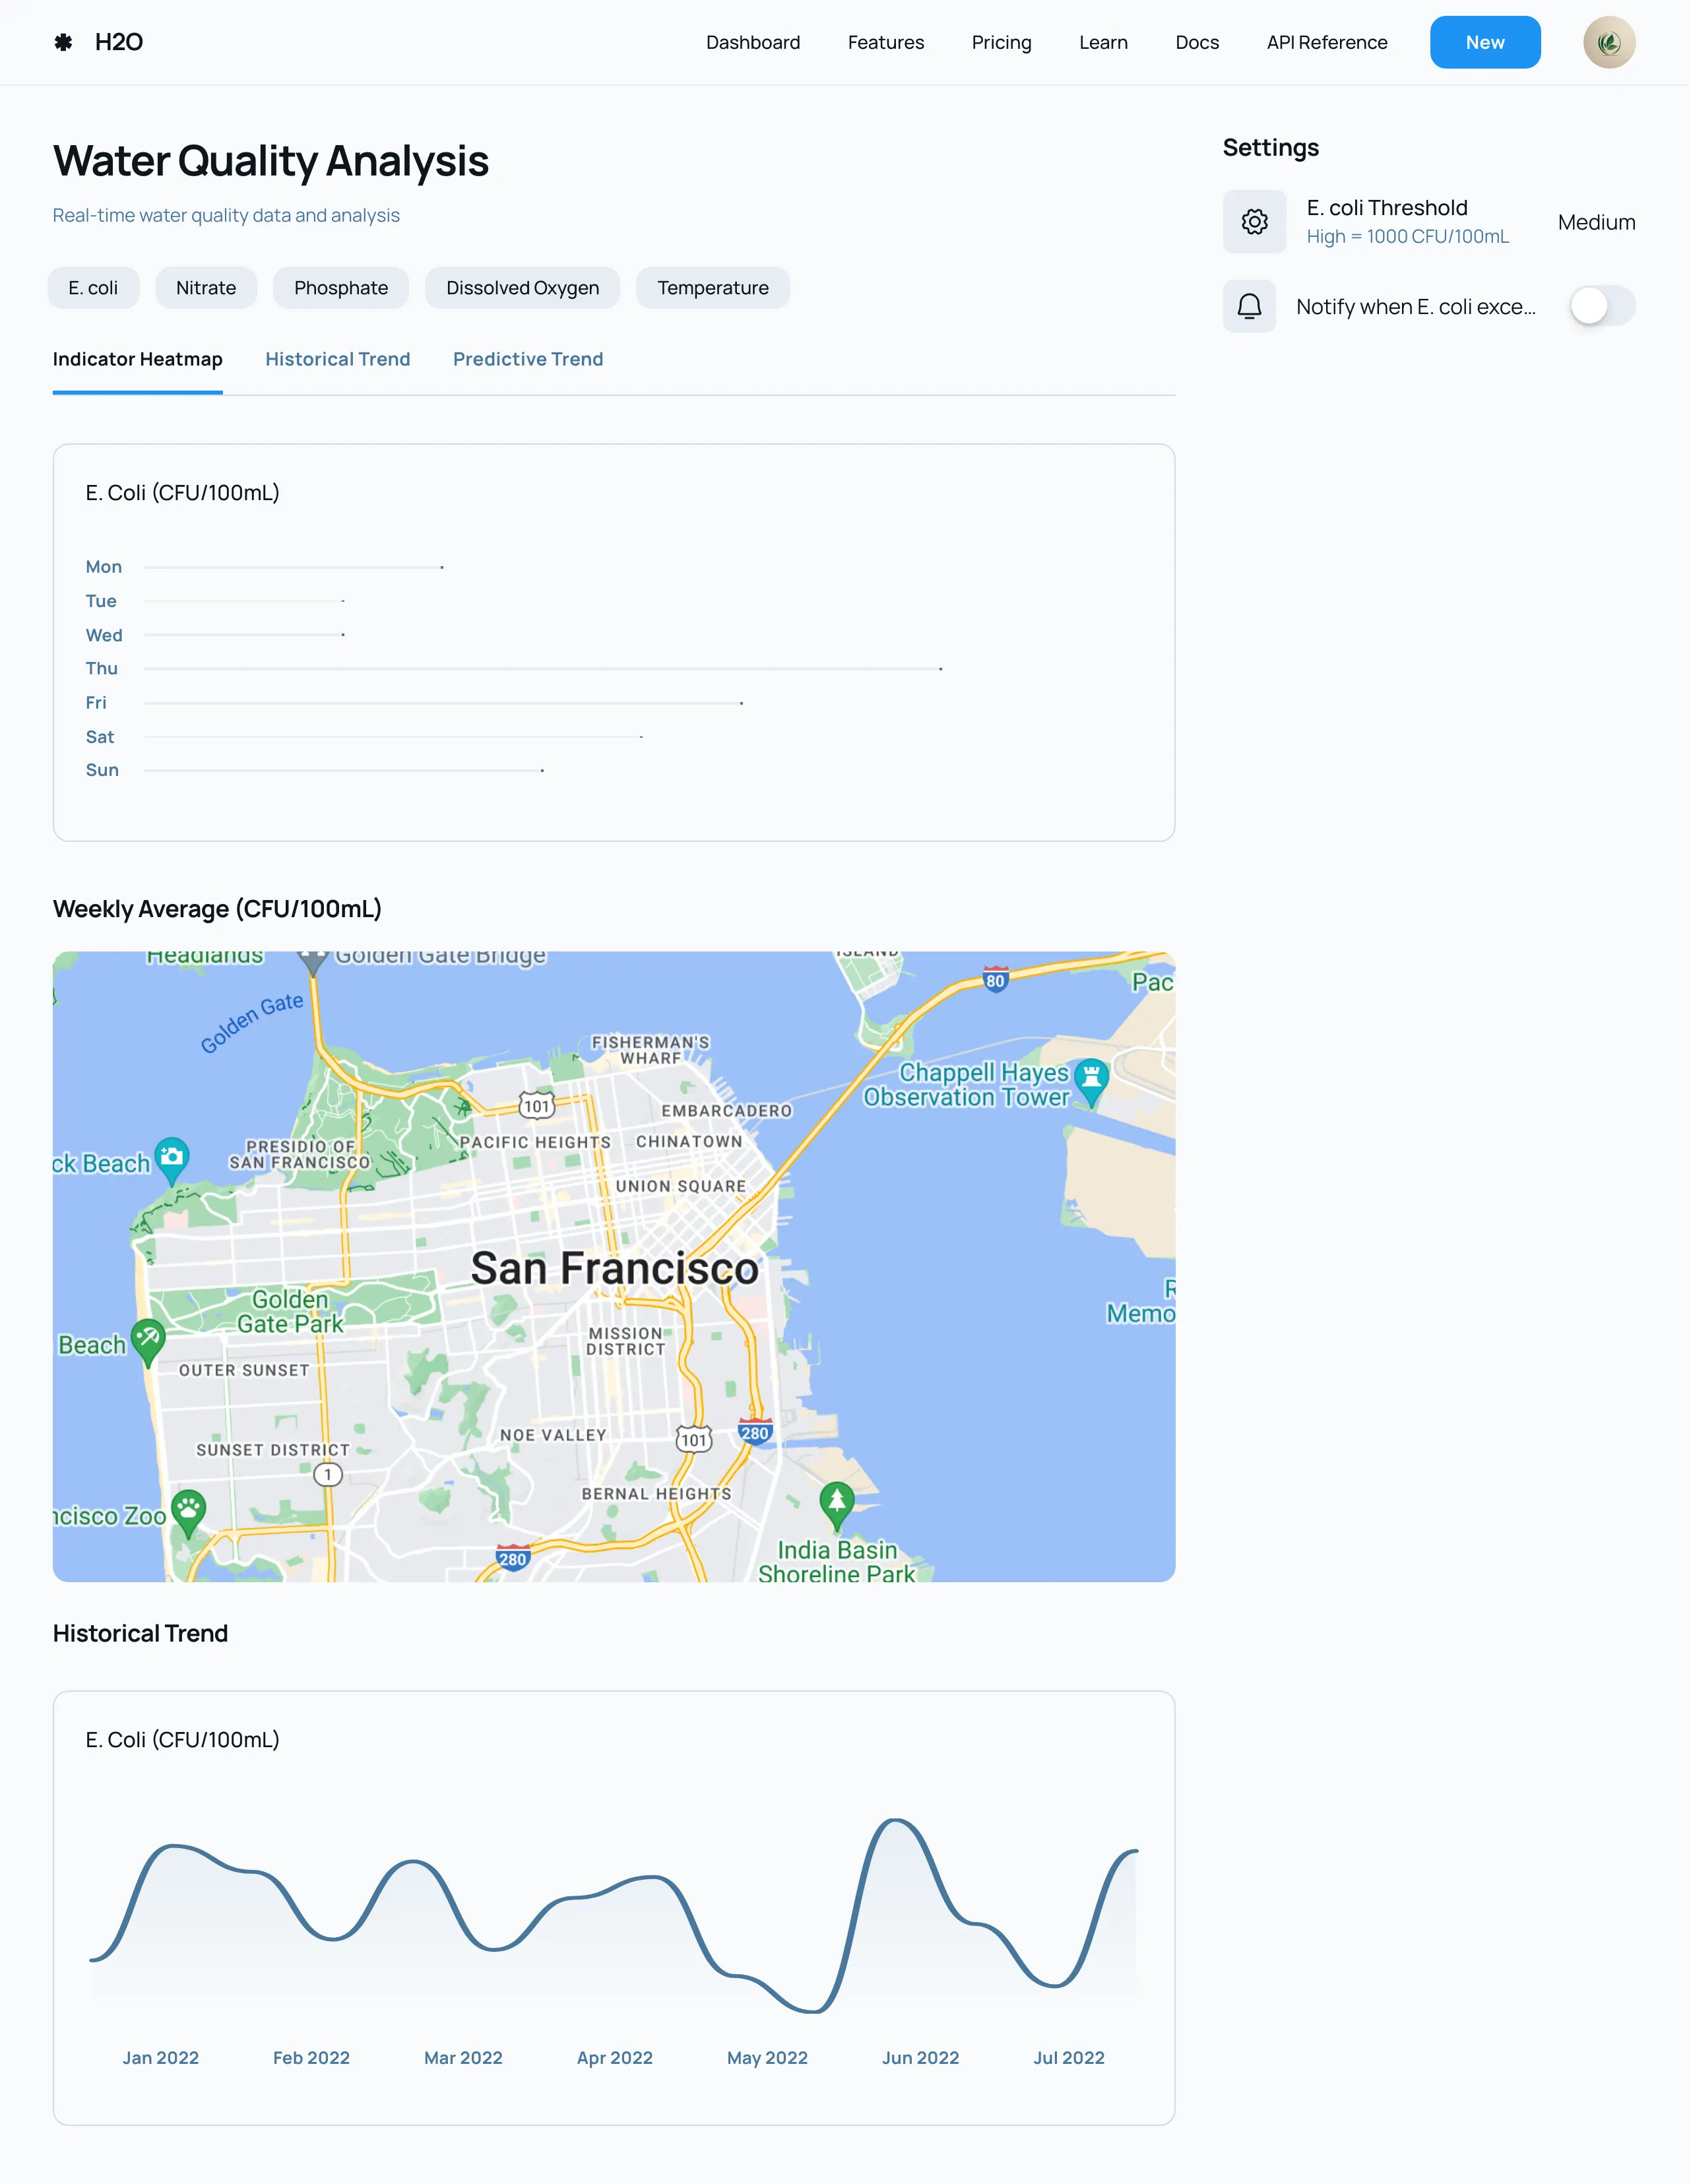 H2O
Dashboard
Features
Pricing
Learn
Docs
API Reference
New
Water Quality Analysis
Real-time water quality data and analysis
E. coli
Nitrate
Phosphate
Dissolved Oxygen
Temperature
Indicator Heatmap
Historical Trend
Predictive Trend
Settings
E. coli Threshold
High = 1000 CFU/100mL
Medium
Notify when E. coli exce...
E. Coli (CFU/100mL)
Mon
Tue
Wed
Thu
Fri
Sat
Sun
Weekly Average (CFU/100mL)
Headlands
Golden Gate Bridge
ISLAND
80
Pac
Golden Gate
FISHERMAN'S
WHARF
Chappell Hayes
Observation Tower
101
EMBARCADERO
PRESIDIO OF
SAN FRANCISCO
PACIFIC HEIGHTS
CHINATOWN
ck Beach
UNION SQUARE
San Francisco
Golden
Gate Park
R
Memo
Beach
MISSION
DISTRICT
OUTER SUNSET
NOE VALLEY
101
280
SUNSET DISTRICT
1
BERNAL HEIGHTS
ncisco Zoo
280
India Basin
Shoreline Park
Historical Trend
E. Coli (CFU/100mL)
Jan 2022
Feb 2022
Mar 2022
Apr 2022
May 2022
Jun 2022
Jul 2022